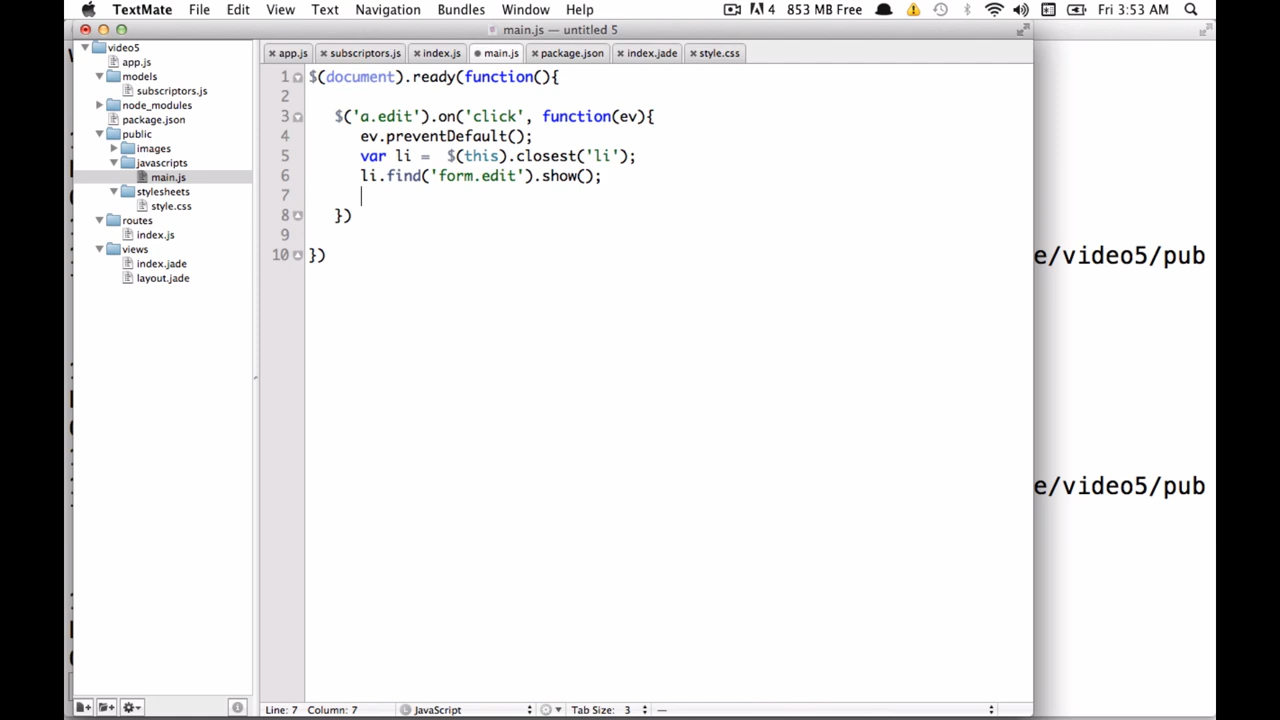 TextMate File Edit View Text Navigation Bundles Window Help 4 853 MB Free Fri 3:53 AM
main.js — untitled 5
video5
app.js
models
subscriptors.js
node_modules
package.json
public
images
javascripts
main.js
stylesheets
style.css
routes
index.js
views
index.jade
layout.jade
app.js subscriptors.js index.js main.js package.json index.jade style.css
1 $(document).ready(function(){
2
3 $('a.edit').on('click', function(ev){
4 ev.preventDefault();
5 var li =  $(this).closest('li');
6 li.find('form.edit').show();
7
8 })
9
10 })
e/video5/pub
e/video5/pub
Line: 7 Column: 7 JavaScript Tab Size: 3 —